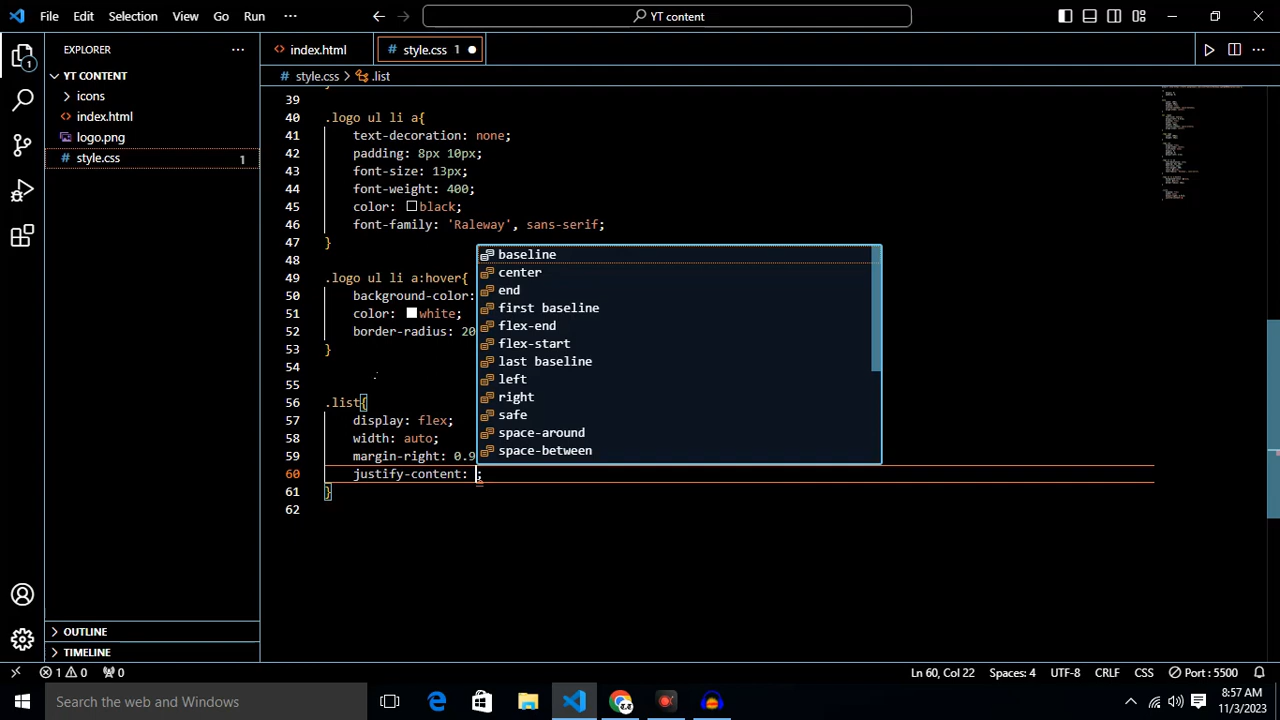 File Edit Selection View Go Run ··· YT content
EXPLORER ···
YT CONTENT
icons
index.html
logo.png
style.css 1
OUTLINE
TIMELINE
1
index.html
style.css 1
style.css > .list
39
40 .logo ul li a{
41 text-decoration: none;
42 padding: 8px 10px;
43 font-size: 13px;
44 font-weight: 400;
45 color: black;
46 font-family: 'Raleway', sans-serif;
47 }
48
49 .logo ul li a:hover{
50 background-color:
51 color: white;
52 border-radius: 20
53 }
54
55
56 .list{
57 display: flex;
58 width: auto;
59 margin-right: 0.9
60 justify-content: ;
61 }
62
baseline
center
end
first baseline
flex-end
flex-start
last baseline
left
right
safe
space-around
space-between
1 0 0 Ln 60, Col 22 Spaces: 4 UTF-8 CRLF CSS Port : 5500
Search the web and Windows
8:57 AM
11/3/2023